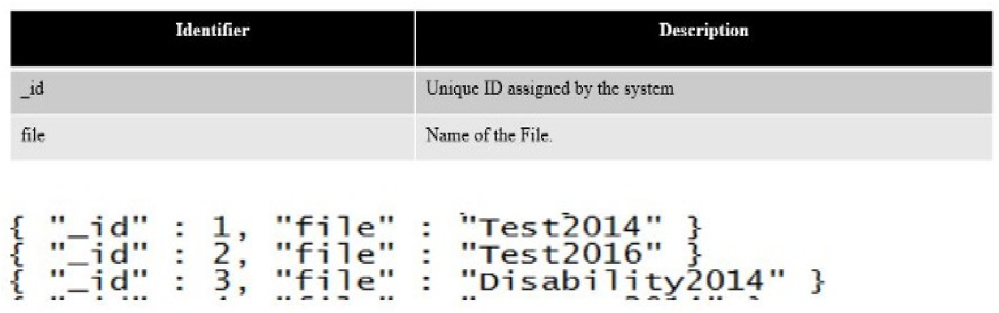 Identifier Description
_id Unique ID assigned by the system
file Name of the File.
{ "_id" : 1, "file" : "Test2014" }
{ "_id" : 2, "file" : "Test2016" }
{ "_id" : 3, "file" : "Disability2014" }